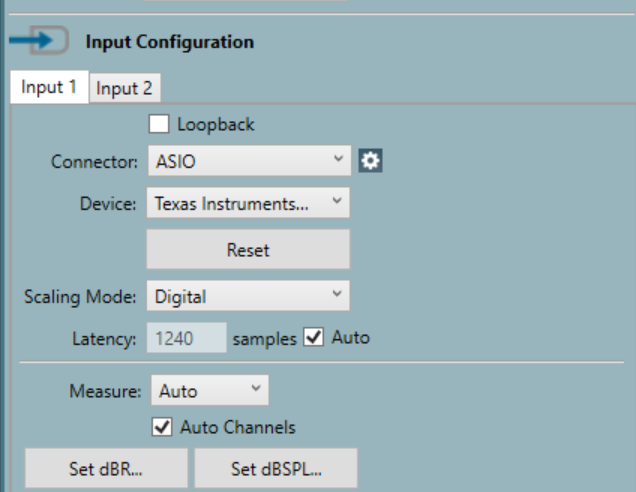 Input Configuration
Input 1 Input 2
Loopback
Connector: ASIO
Device: Texas Instruments...
Reset
Scaling Mode: Digital
Latency: 1240 samples Auto
Measure: Auto
Auto Channels
Set dBR... Set dBSPL...